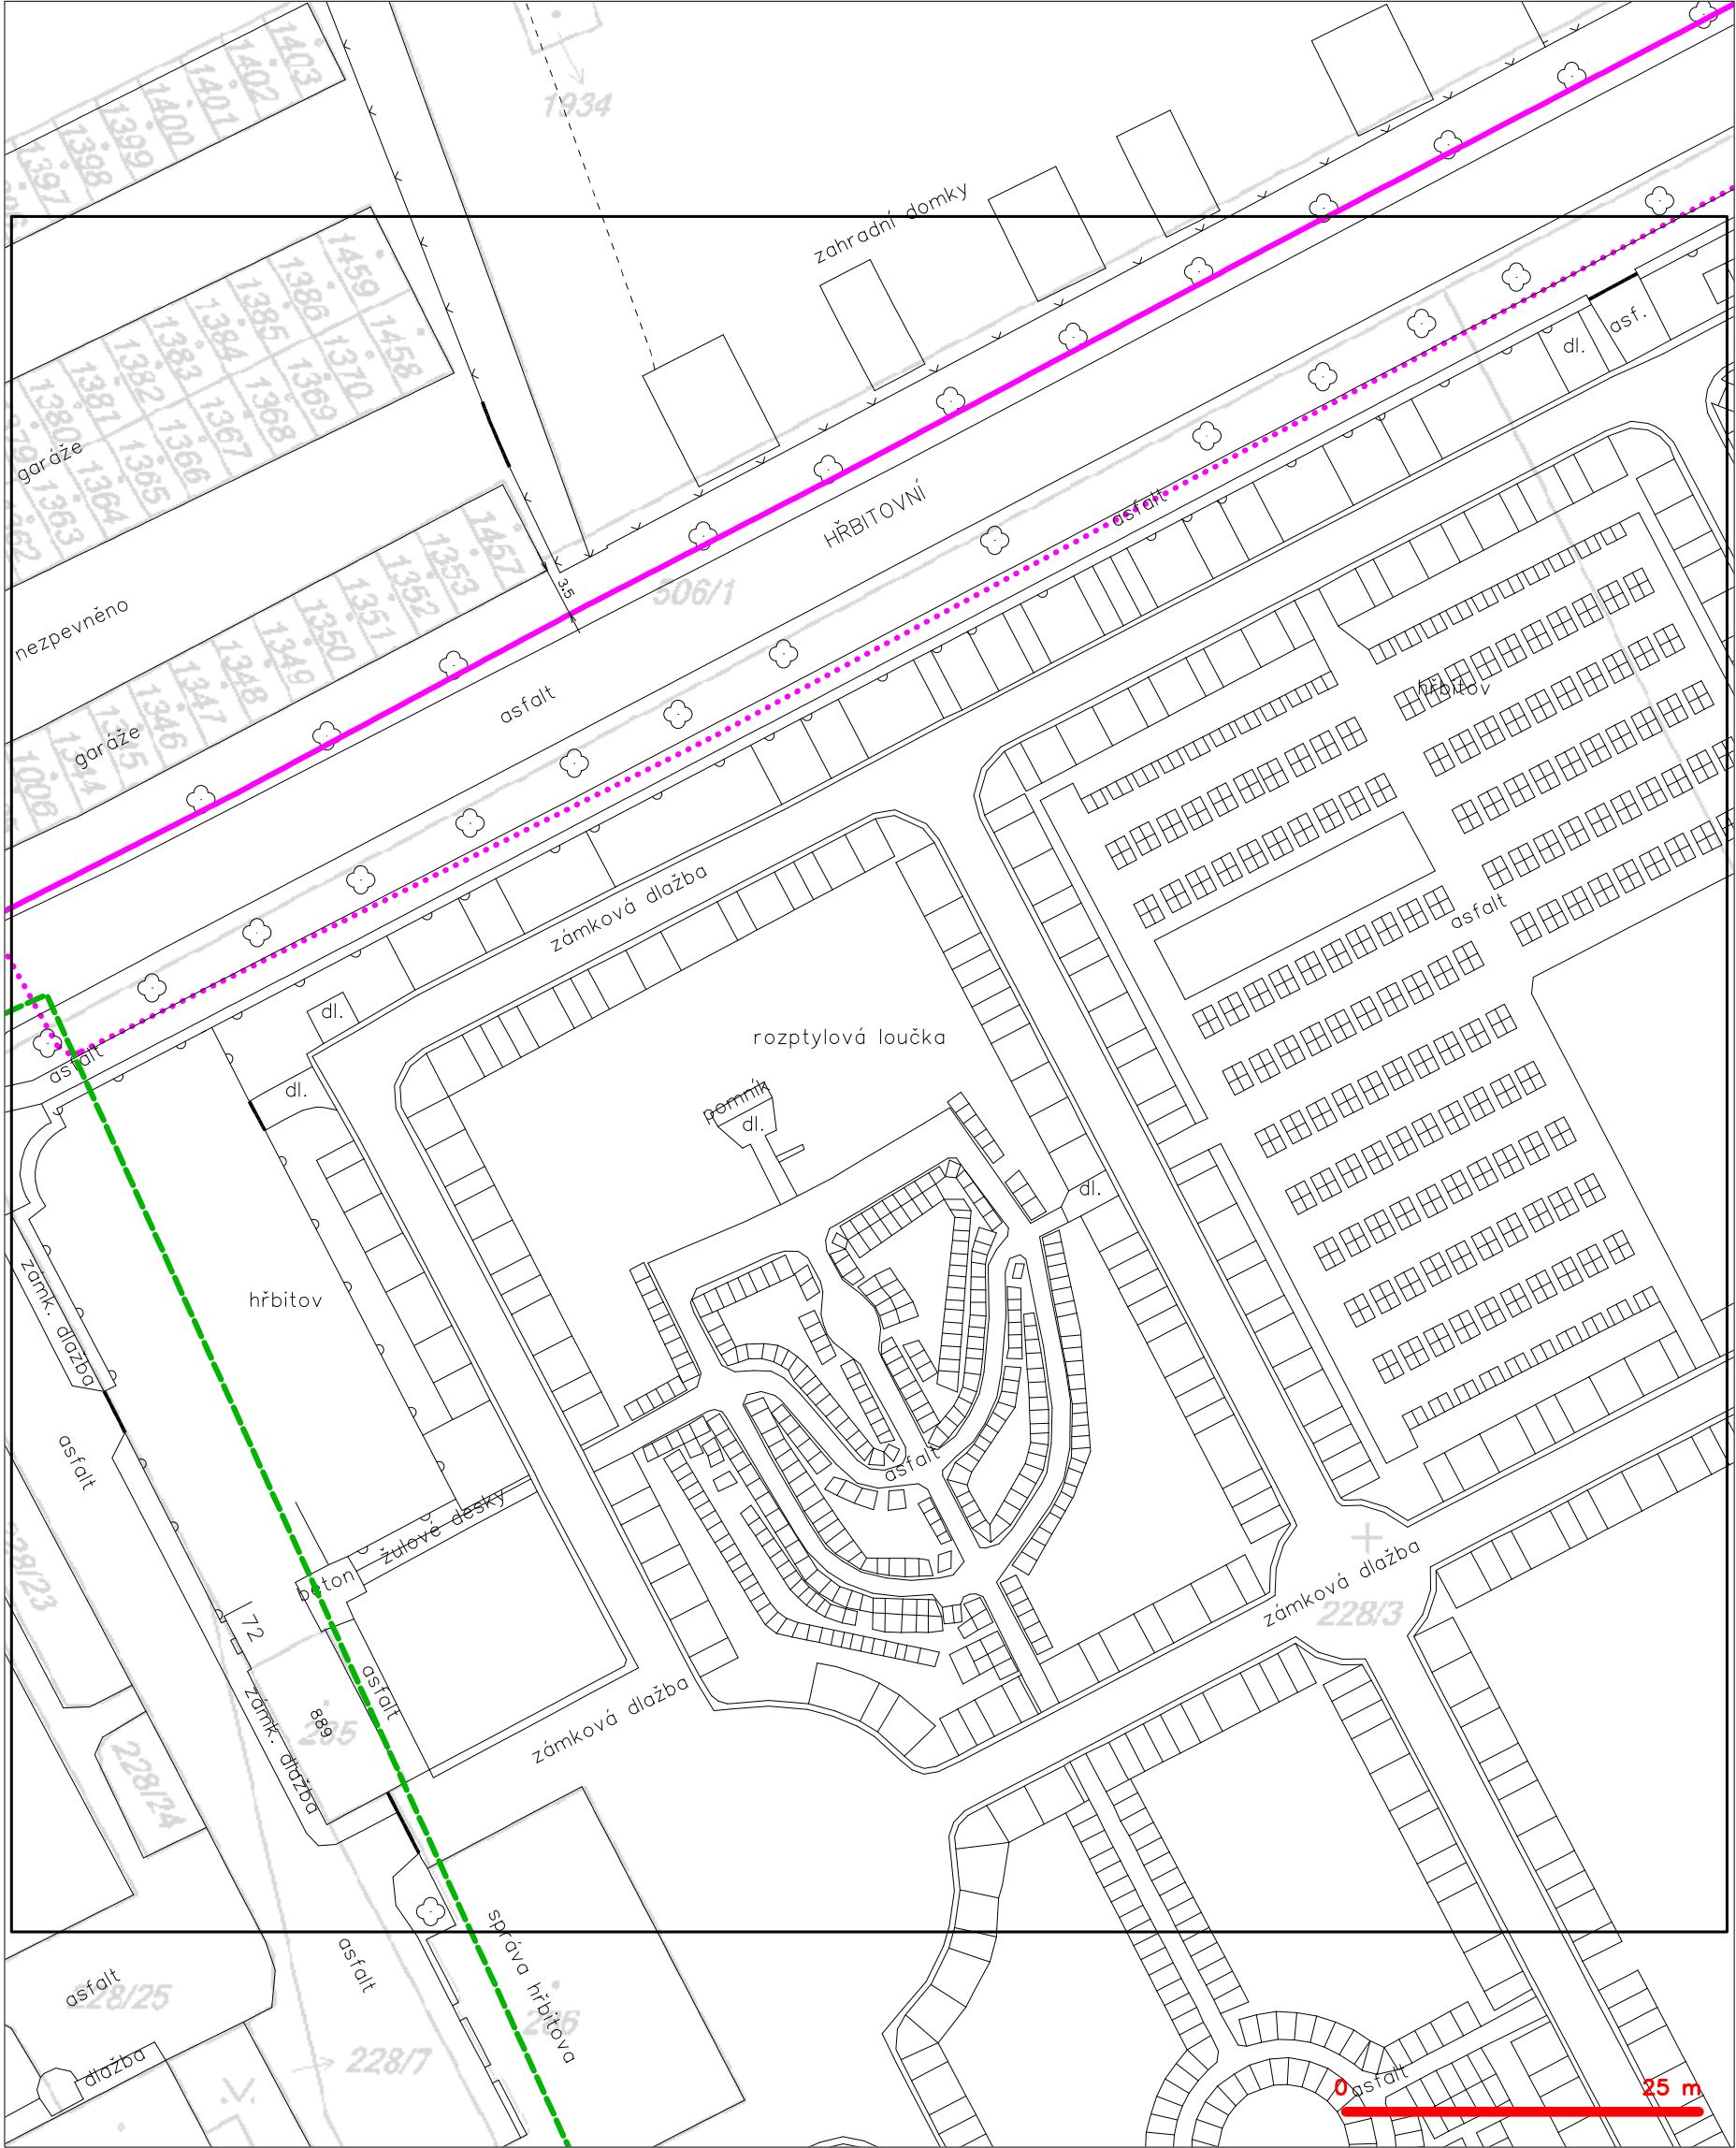 1403
1402
1401
1400
1399
1398
1397
1934
zahradní domky
1459
1386
1385
1384
1383
1382
1381
1380
1458
1370
1369
1368
1367
1366
1365
1364
1363
garáže
asf.
dl.
HŘBITOVNÍ
asfalt
1457
1353
1352
1351
1350
1349
1348
1347
1346
3.5
506/1
nezpevněno
garáže
1006
asfalt
hřbitov
zámková dlažba
asfalt
dl.
rozptylová loučka
asfalt
dl.
pomník
dl.
dl.
hřbitov
zámk. dlažba
asfalt
asfalt
žulové desky
beton
zámková dlažba
228/3
72
asfalt
889
zámk. dlažba
zámková dlažba
228/24
správa hřbitova
asfalt
asfalt
228/25
228/7
dlažba
asfalt
0
25 m